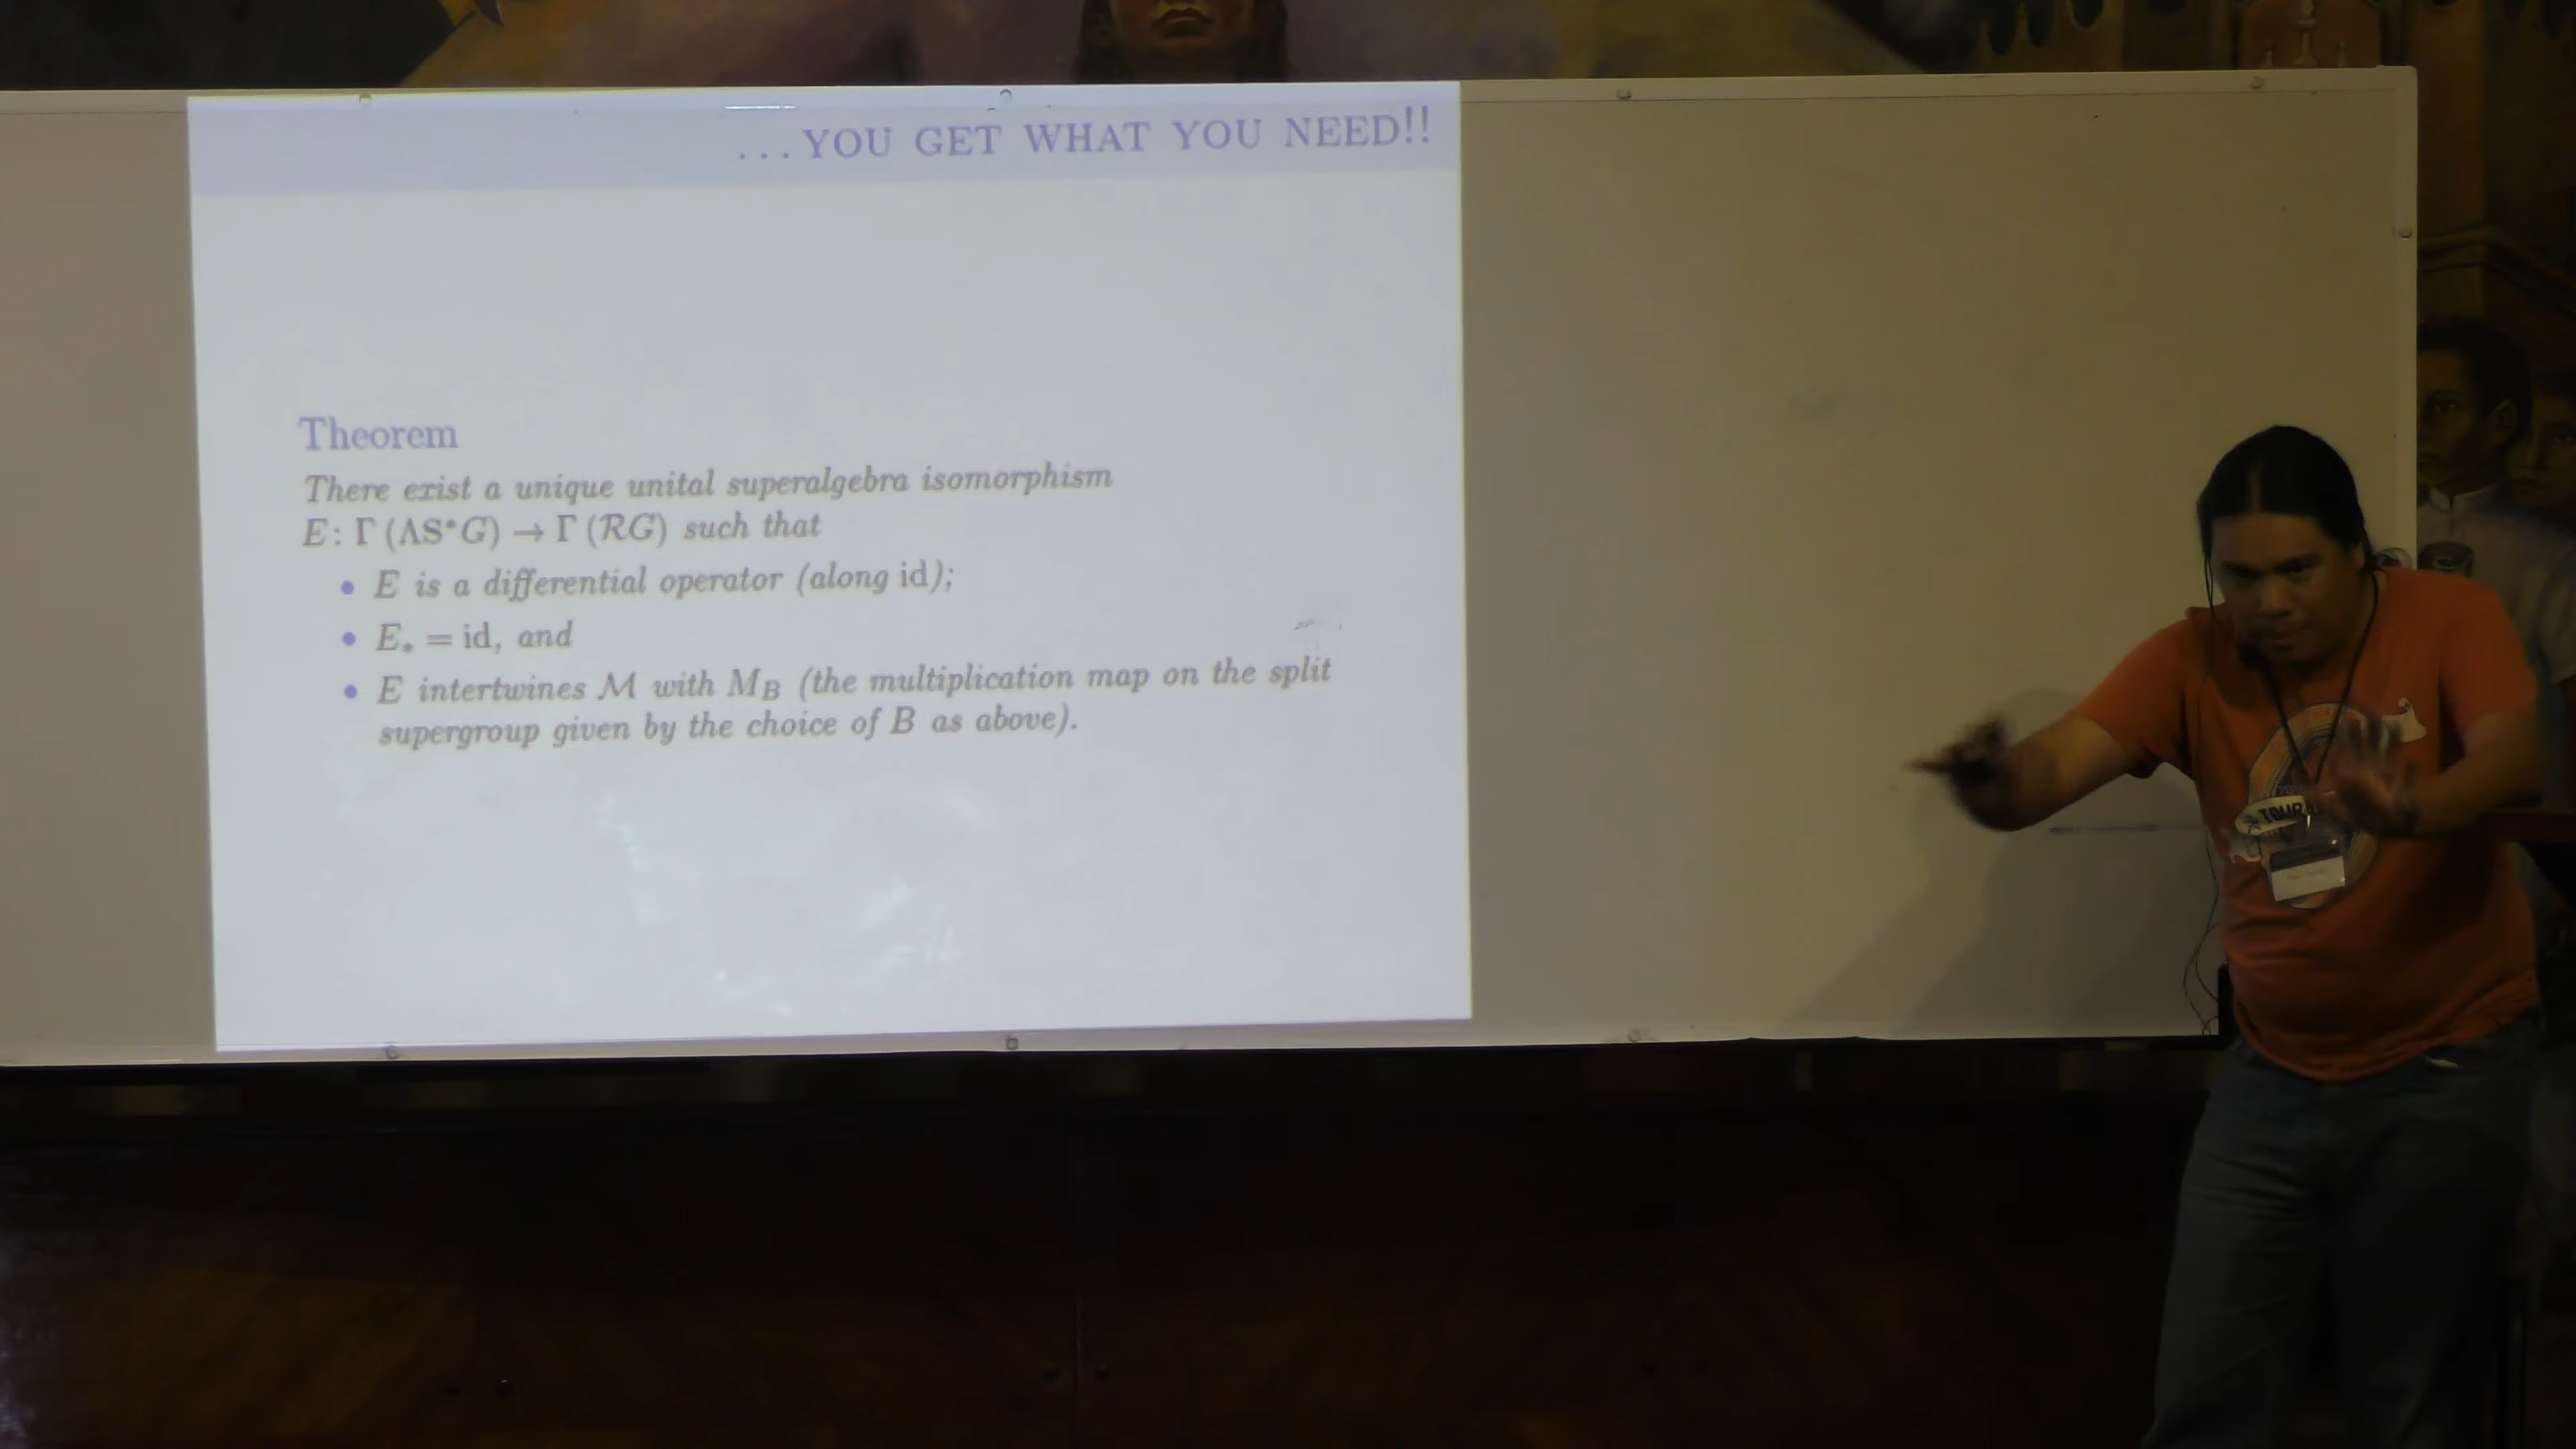 ...YOU GET WHAT YOU NEED!!
Theorem
There exist a unique unital superalgebra isomorphism
E: Γ (ΛS*G) → Γ (ℛG) such that
• E is a differential operator (along id);
• E∗ = id, and
• E intertwines ℳ with M_B (the multiplication map on the split
supergroup given by the choice of B as above).